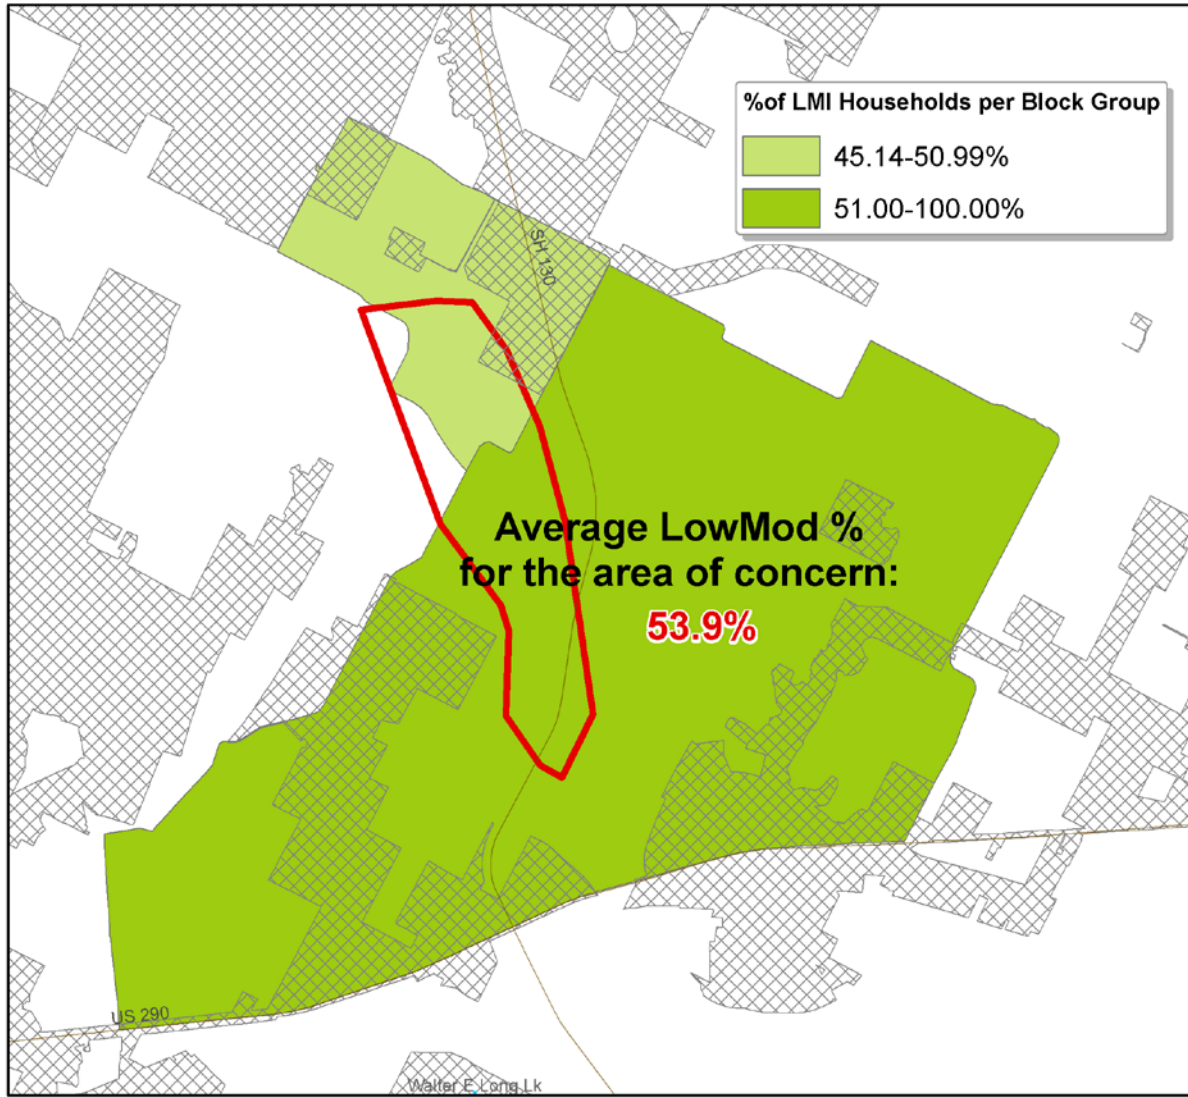 %of LMI Households per Block Group
45.14-50.99%
51.00-100.00%
SH 130
Average LowMod %
for the area of concern:
53.9%
US 290
Walter E Long Lk